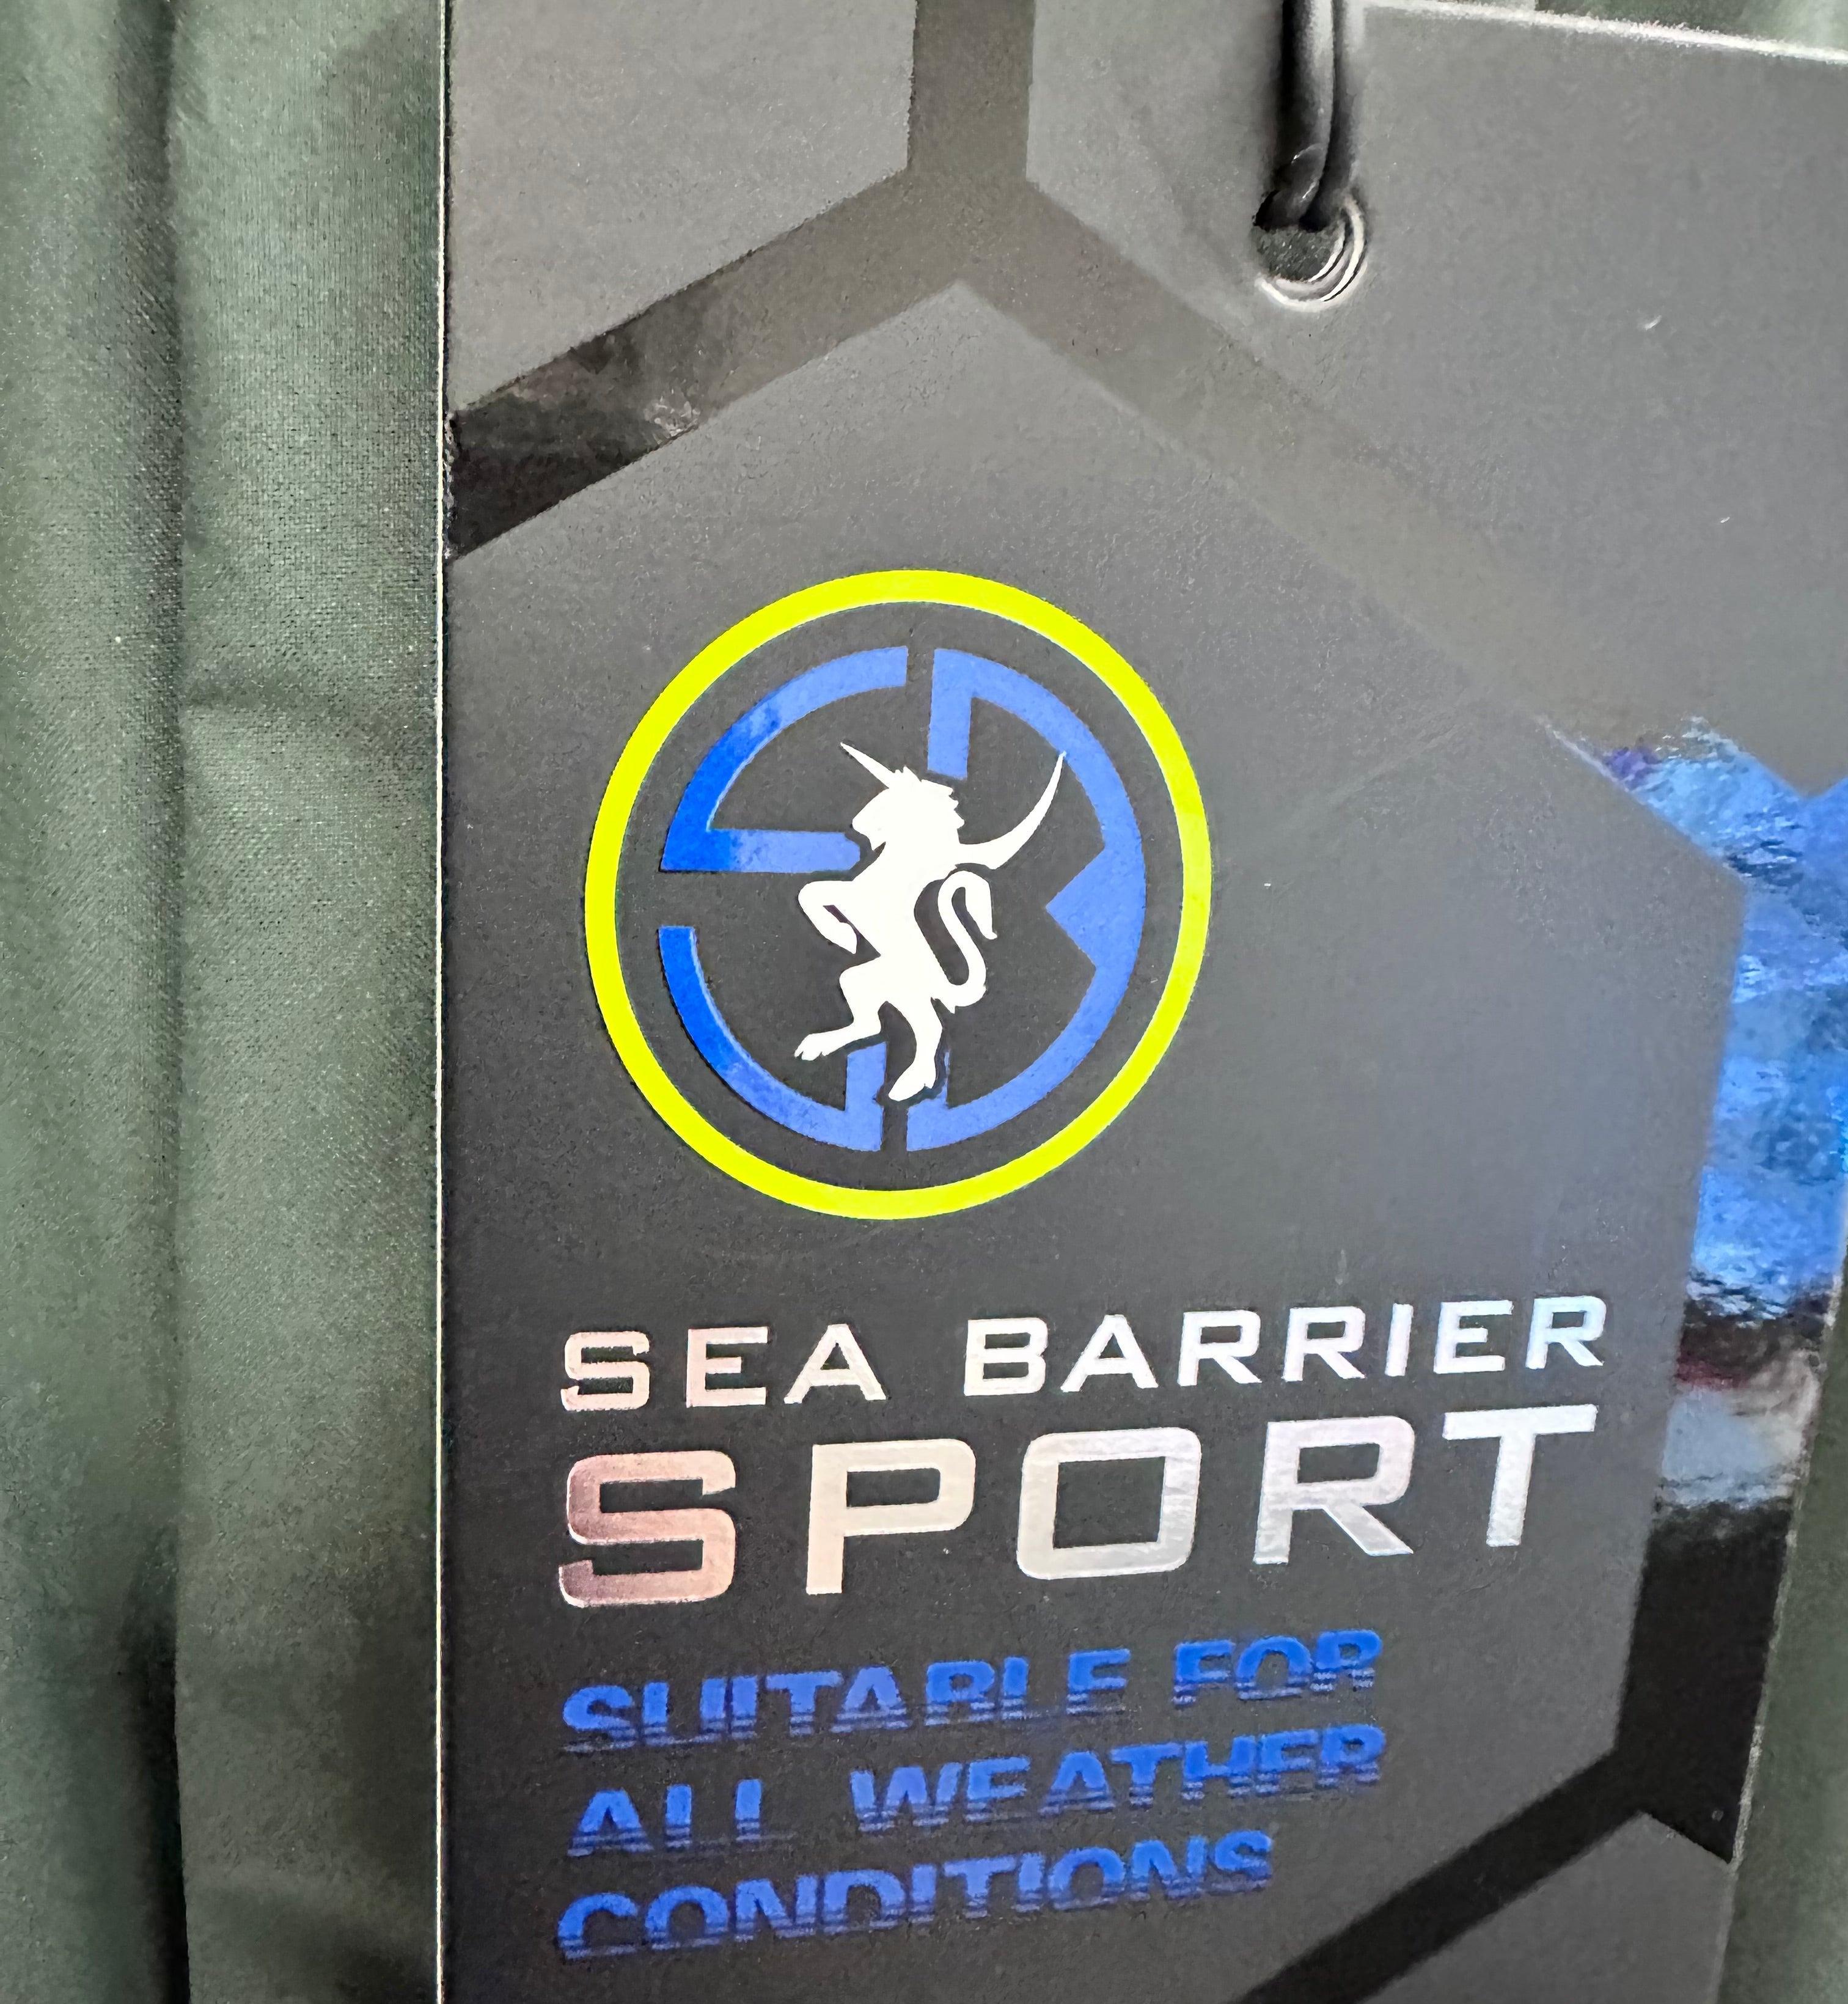 SEA BARRIER
SPORT
SUITABLE FOR
ALL WEATHER
CONDITIONS